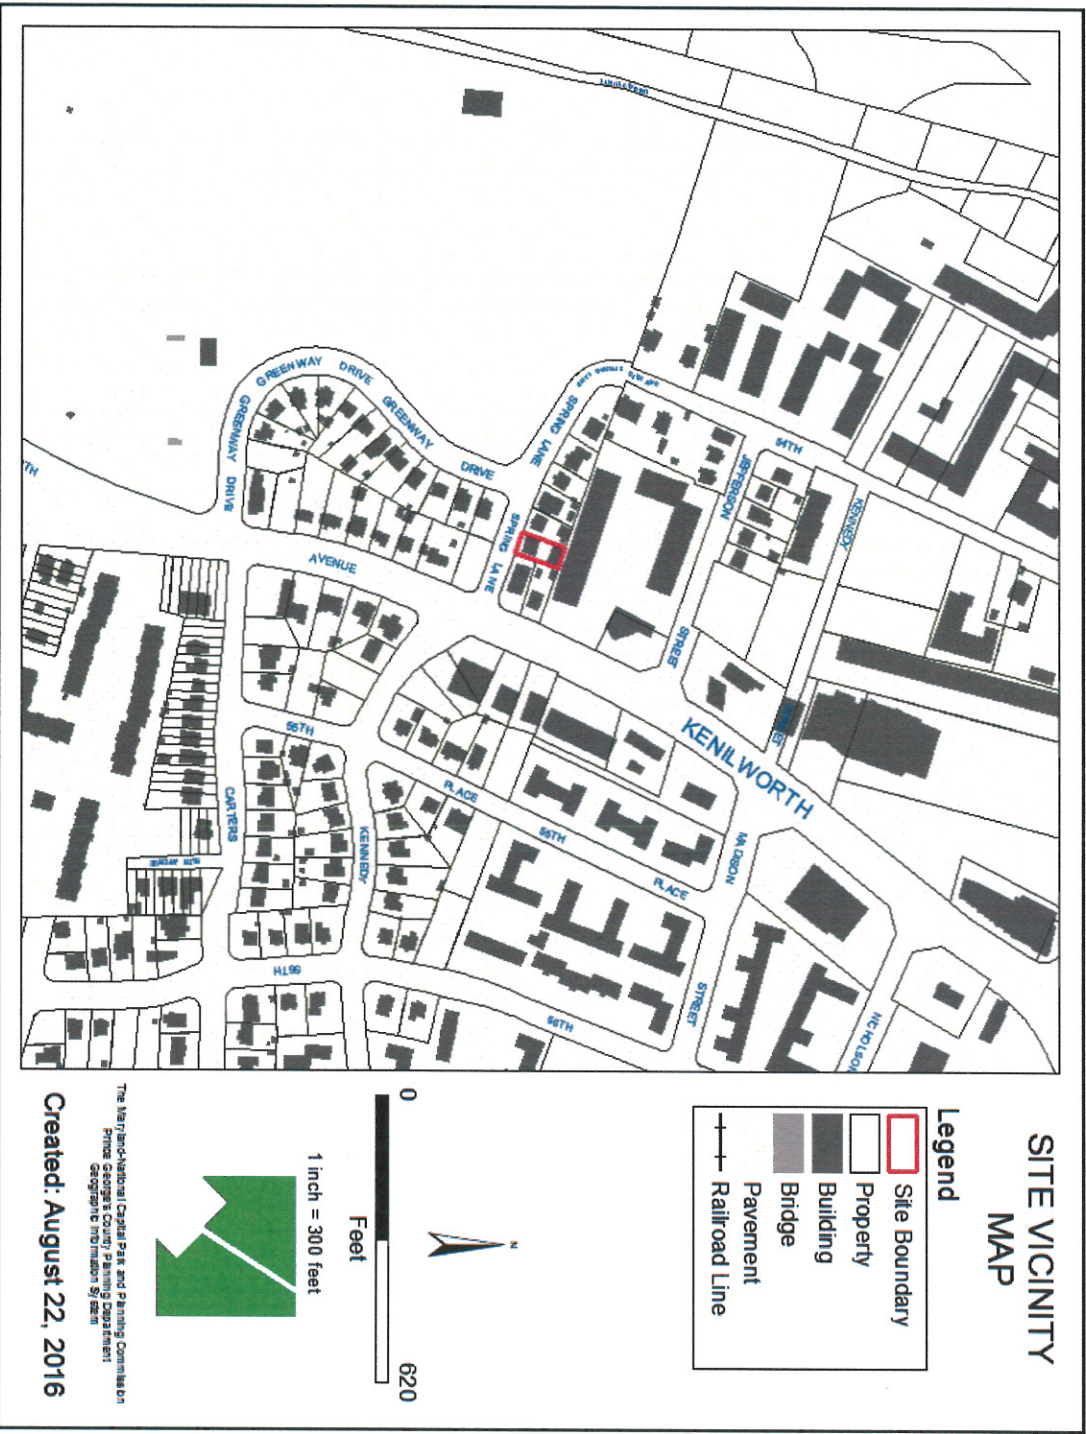 SITE VICINITY
MAP
Legend
Site Boundary
Property
Building
Bridge
Pavement
Railroad Line
N
0
620
Feet
1 inch = 300 feet
The Maryland-National Capital Park and Planning Commission
Prince George's County Planning Department
Geographic Information System
Created: August 22, 2016
KENILWORTH
AVENUE
54TH
KENNEDY
JEFFERSON
STREET
SPRING LANE
SPRING LANE
GREENWAY DRIVE
GREENWAY DRIVE
GREENWAY DRIVE
MADISON
STREET
NICHOLSON
55TH
PLACE
55TH
PLACE
KENNEDY
CARTERS
56TH
56TH
TH